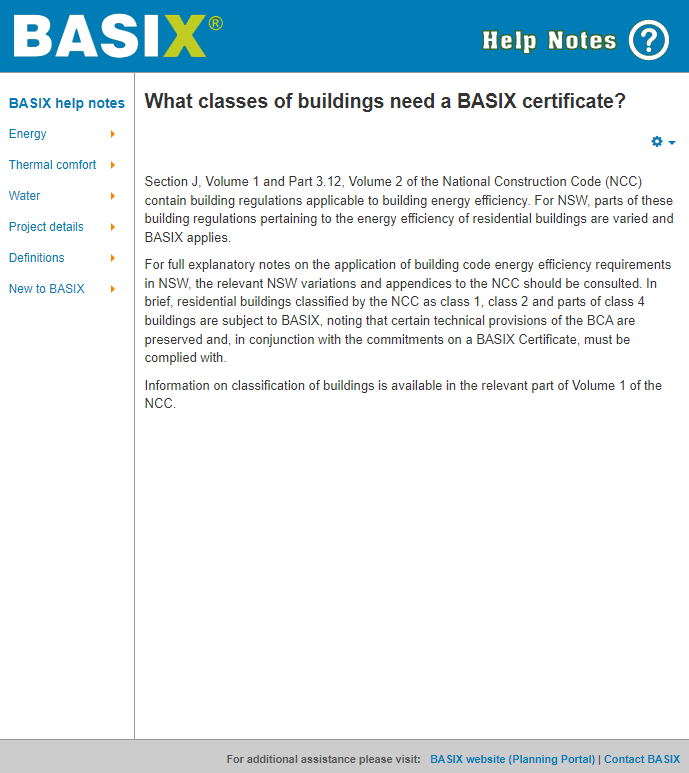 BASIX®
Help Notes ?
BASIX help notes
Energy
Thermal comfort
Water
Project details
Definitions
New to BASIX
What classes of buildings need a BASIX certificate?
Section J, Volume 1 and Part 3.12, Volume 2 of the National Construction Code (NCC)
contain building regulations applicable to building energy efficiency. For NSW, parts of these
building regulations pertaining to the energy efficiency of residential buildings are varied and
BASIX applies.
For full explanatory notes on the application of building code energy efficiency requirements
in NSW, the relevant NSW variations and appendices to the NCC should be consulted. In
brief, residential buildings classified by the NCC as class 1, class 2 and parts of class 4
buildings are subject to BASIX, noting that certain technical provisions of the BCA are
preserved and, in conjunction with the commitments on a BASIX Certificate, must be
complied with.
Information on classification of buildings is available in the relevant part of Volume 1 of the
NCC.
For additional assistance please visit: BASIX website (Planning Portal) | Contact BASIX